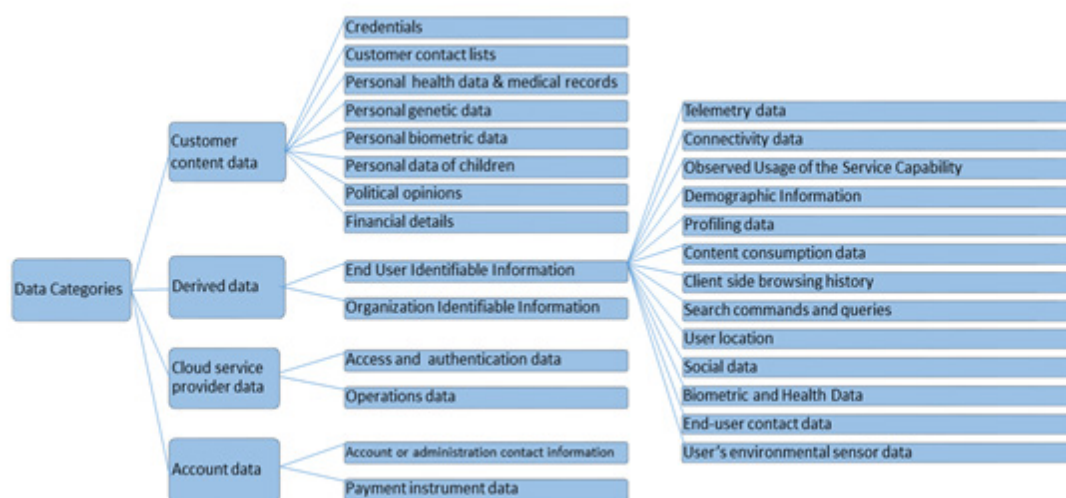 Data Categories
Customer
content data
Credentials
Customer contact lists
Personal health data & medical records
Personal genetic data
Personal biometric data
Personal data of children
Political opinions
Financial details
Derived data
End User Identifiable Information
Telemetry data
Connectivity data
Observed Usage of the Service Capability
Demographic Information
Profiling data
Content consumption data
Client side browsing history
Search commands and queries
User location
Social data
Biometric and Health Data
End-user contact data
User's environmental sensor data
Organization Identifiable Information
Cloud service
provider data
Access and authentication data
Operations data
Account data
Account or administration contact information
Payment instrument data